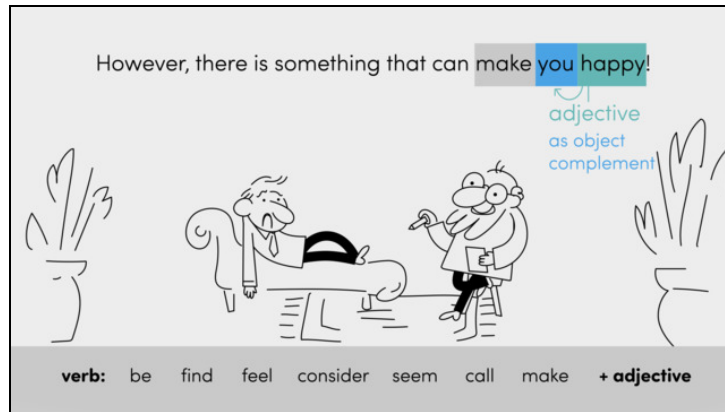 However, there is something that can make you happy!
adjective
as object
complement
verb: be find feel consider seem call make + adjective